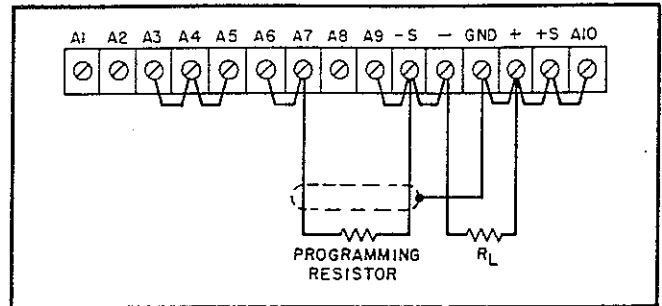 A1 A2 A3 A4 A5 A6 A7 A8 A9 -S - GND + +S A10
PROGRAMMING
RESISTOR
RL